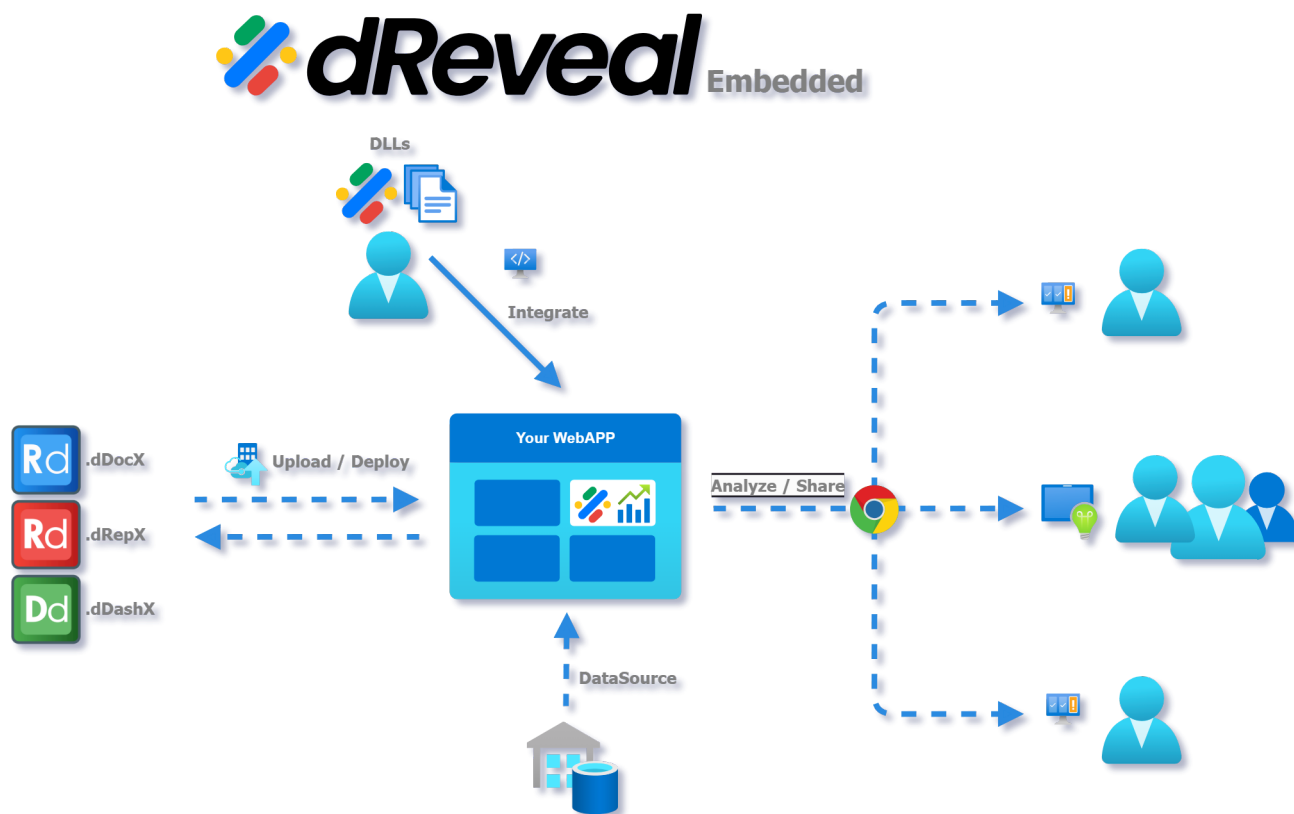 dReveal Embedded
DLLs
</>
Integrate
Your WebAPP
Rd .dDocX
Upload / Deploy
Analyze / Share
Rd .dRepX
Dd .dDashX
DataSource